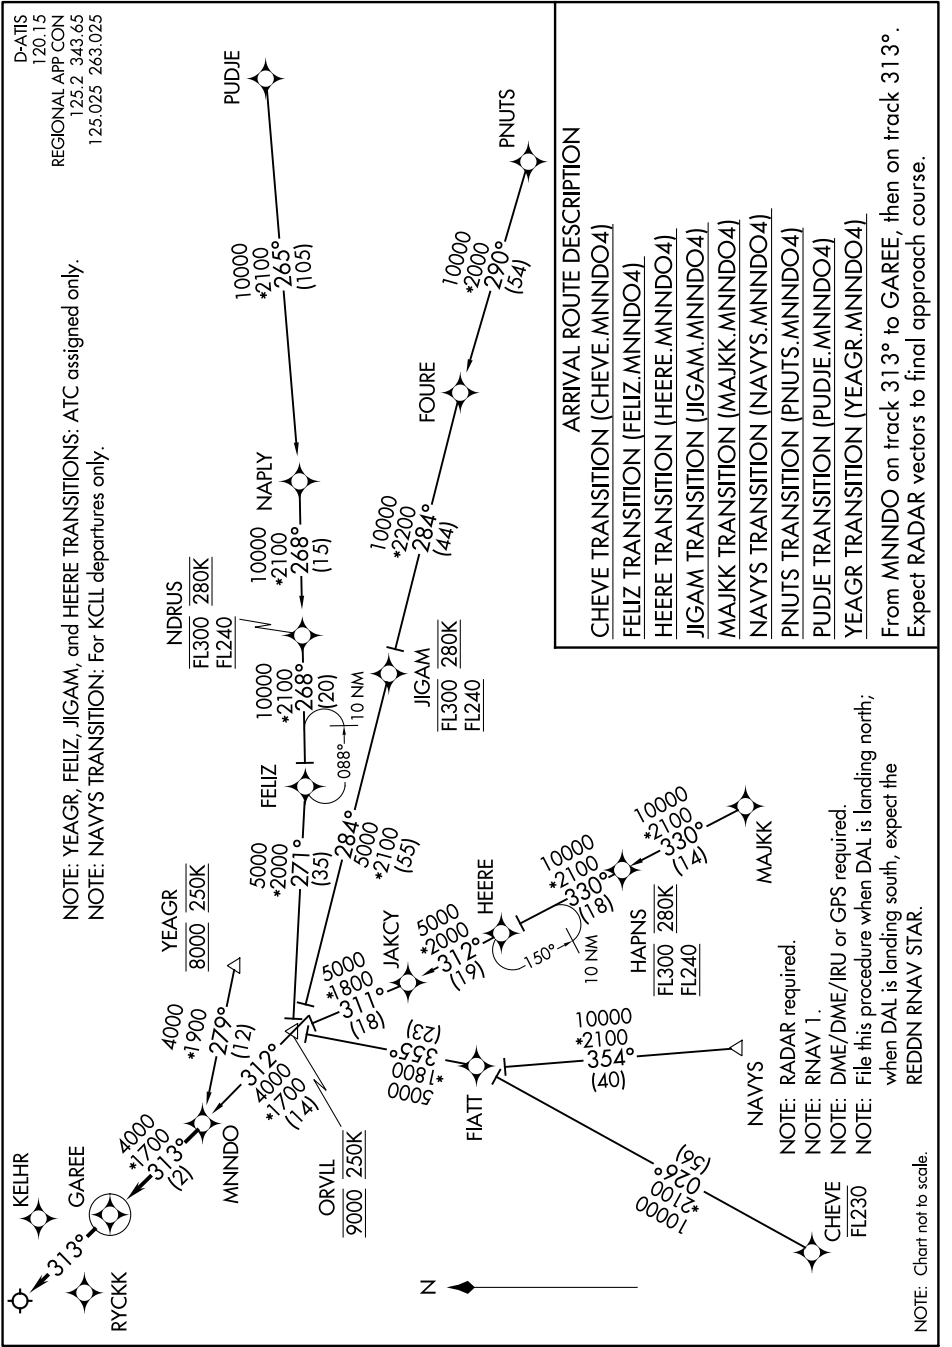 D-ATIS
120.15
REGIONAL APP CON
125.2 343.65
125.025 263.025
NOTE: YEAGR, FELIZ, JIGAM, and HEERE TRANSITIONS: ATC assigned only.
NOTE: NAVYS TRANSITION: For KCLL departures only.
KELHR
GAREE
RYCKK
313°
4000
*1700
313°
(2)
MNNDO
YEAGR
8000 250K
4000
*1900
279°
(12)
312°
4000
*1700
(14)
ORVLL
9000 250K
5000
*2000
271°
(35)
FELIZ
088°
10 NM
10000
*2100
268°
(20)
NDRUS
FL300 280K
FL240
10000
*2100
268°
(15)
NAPLY
10000
*2100
265°
(105)
PUDJE
284°
5000
*2100
(55)
JIGAM
FL300 280K
FL240
10000
*2200
284°
(44)
FOURE
10000
*2000
290°
(54)
PNUTS
5000
*1800
311°
(18)
JAKCY
5000
*2000
312°
(19)
HEERE
150°
10 NM
10000
*2100
330°
(18)
HAPNS
FL300 280K
FL240
10000
*2100
330°
(14)
MAJKK
5000
*1800
355°
(23)
FIATT
10000
*2100
354°
(40)
NAVYS
10000
*2100
026°
(56)
CHEVE
FL230
N
NOTE: RADAR required.
NOTE: RNAV 1.
NOTE: DME/DME/IRU or GPS required.
NOTE: File this procedure when DAL is landing north;
when DAL is landing south, expect the
REDDN RNAV STAR.
NOTE: Chart not to scale.
ARRIVAL ROUTE DESCRIPTION
CHEVE TRANSITION (CHEVE.MNNDO4)
FELIZ TRANSITION (FELIZ.MNNDO4)
HEERE TRANSITION (HEERE.MNNDO4)
JIGAM TRANSITION (JIGAM.MNNDO4)
MAJKK TRANSITION (MAJKK.MNNDO4)
NAVYS TRANSITION (NAVYS.MNNDO4)
PNUTS TRANSITION (PNUTS.MNNDO4)
PUDJE TRANSITION (PUDJE.MNNDO4)
YEAGR TRANSITION (YEAGR.MNNDO4)
From MNNDO on track 313° to GAREE, then on track 313°.
Expect RADAR vectors to final approach course.